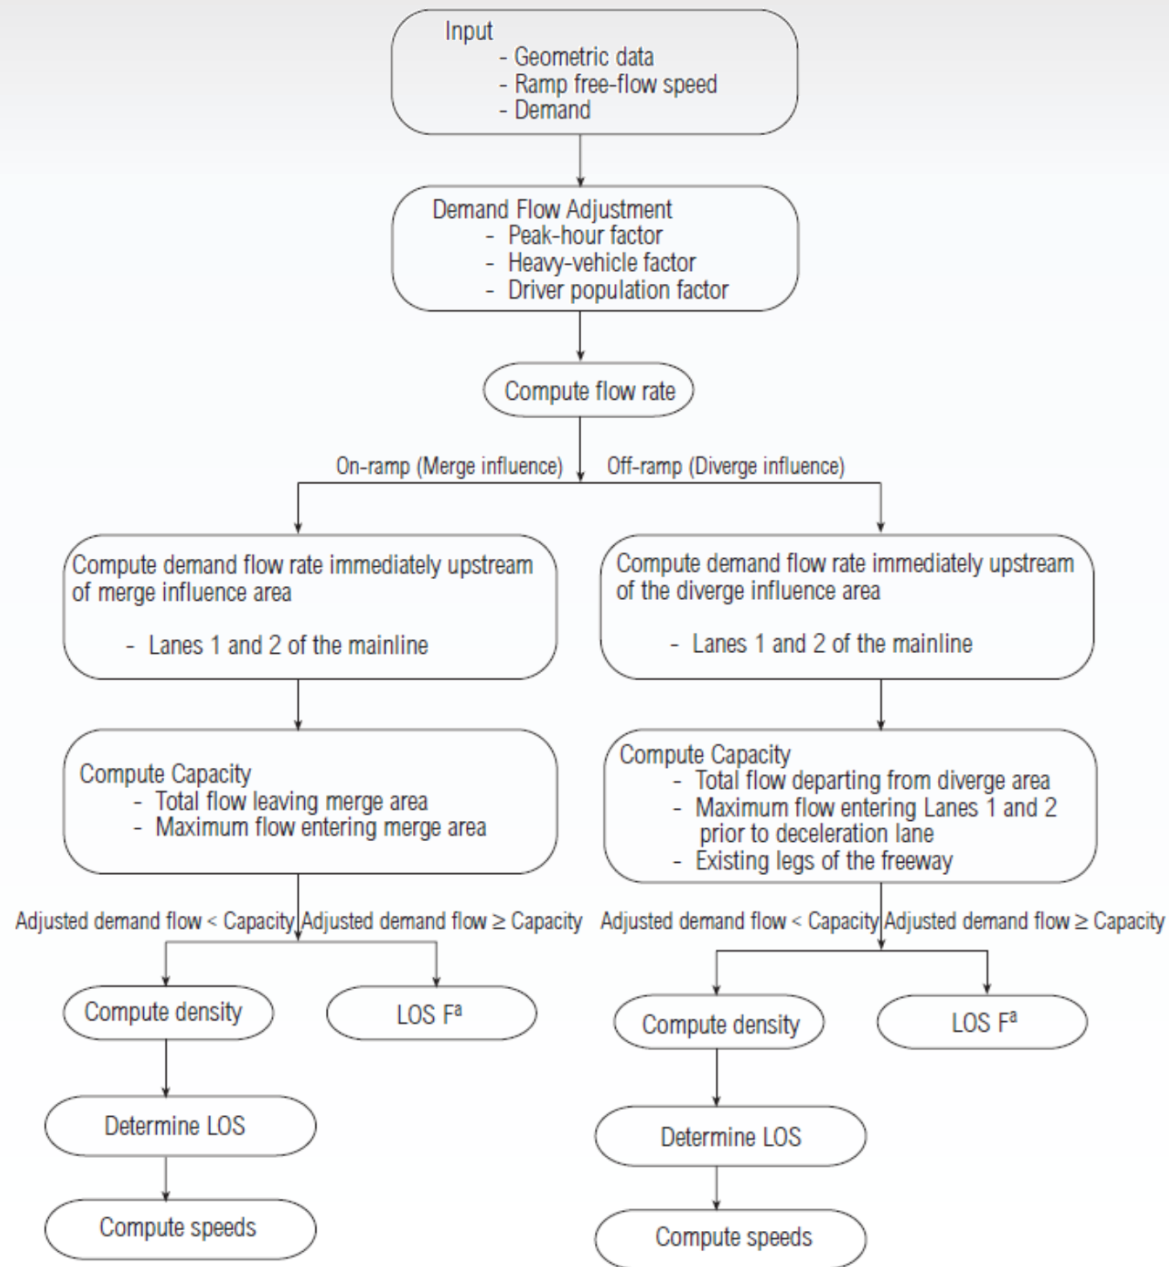 Input
- Geometric data
- Ramp free-flow speed
- Demand
Demand Flow Adjustment
- Peak-hour factor
- Heavy-vehicle factor
- Driver population factor
Compute flow rate
On-ramp (Merge influence)
Off-ramp (Diverge influence)
Compute demand flow rate immediately upstream
of merge influence area
- Lanes 1 and 2 of the mainline
Compute demand flow rate immediately upstream
of the diverge influence area
- Lanes 1 and 2 of the mainline
Compute Capacity
- Total flow leaving merge area
- Maximum flow entering merge area
Compute Capacity
- Total flow departing from diverge area
- Maximum flow entering Lanes 1 and 2
prior to deceleration lane
- Existing legs of the freeway
Adjusted demand flow < Capacity
Adjusted demand flow ≥ Capacity
Adjusted demand flow < Capacity
Adjusted demand flow ≥ Capacity
Compute density
LOS Fª
Compute density
LOS Fª
Determine LOS
Determine LOS
Compute speeds
Compute speeds